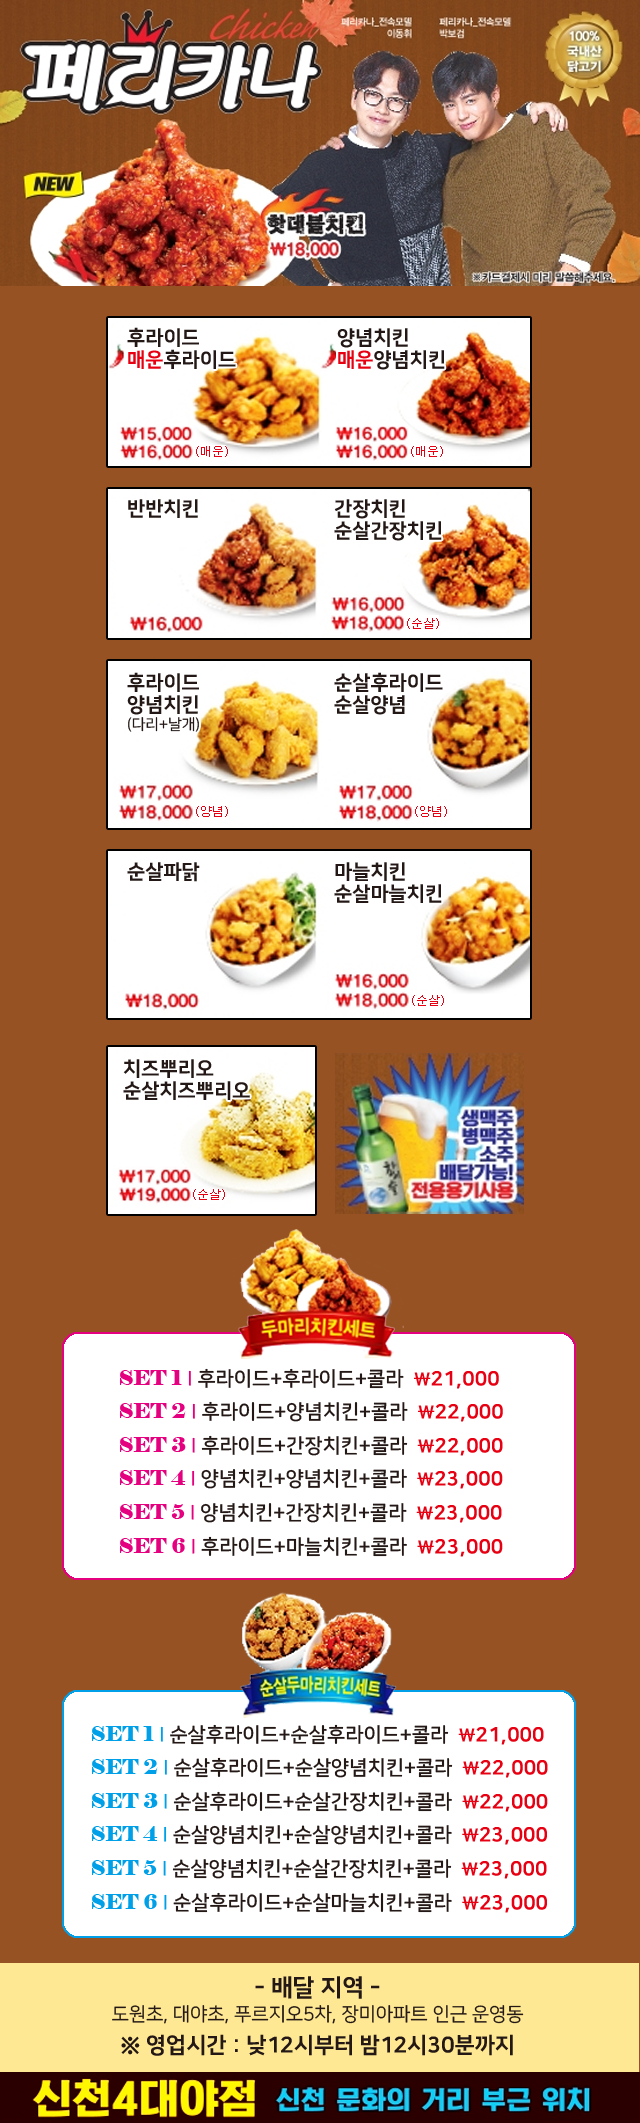 Chicken
페리카나
페리카나_전속모델
이동휘
페리카나_전속모델
박보검
100%
국내산
닭고기
NEW
핫데블치킨
₩18,000
※카드결제시 미리 말씀해주세요.
후라이드
매운후라이드
₩15,000
₩16,000 (매운)
양념치킨
매운양념치킨
₩16,000
₩16,000 (매운)
반반치킨
₩16,000
간장치킨
순살간장치킨
₩16,000
₩18,000 (순살)
후라이드
양념치킨
(다리+날개)
₩17,000
₩18,000 (양념)
순살후라이드
순살양념
₩17,000
₩18,000 (양념)
순살파닭
₩18,000
마늘치킨
순살마늘치킨
₩16,000
₩18,000 (순살)
치즈뿌리오
순살치즈뿌리오
₩17,000
₩19,000 (순살)
생맥주
병맥주
소주
배달가능!
전용용기사용
두마리치킨세트
SET 1 | 후라이드+후라이드+콜라 ₩21,000
SET 2 | 후라이드+양념치킨+콜라 ₩22,000
SET 3 | 후라이드+간장치킨+콜라 ₩22,000
SET 4 | 양념치킨+양념치킨+콜라 ₩23,000
SET 5 | 양념치킨+간장치킨+콜라 ₩23,000
SET 6 | 후라이드+마늘치킨+콜라 ₩23,000
순살두마리치킨세트
SET 1 | 순살후라이드+순살후라이드+콜라 ₩21,000
SET 2 | 순살후라이드+순살양념치킨+콜라 ₩22,000
SET 3 | 순살후라이드+순살간장치킨+콜라 ₩22,000
SET 4 | 순살양념치킨+순살양념치킨+콜라 ₩23,000
SET 5 | 순살양념치킨+순살간장치킨+콜라 ₩23,000
SET 6 | 순살후라이드+순살마늘치킨+콜라 ₩23,000
- 배달 지역 -
도원초, 대야초, 푸르지오5차, 장미아파트 인근 운영동
※ 영업시간 : 낮12시부터 밤12시30분까지
신천4대야점 신천 문화의 거리 부근 위치